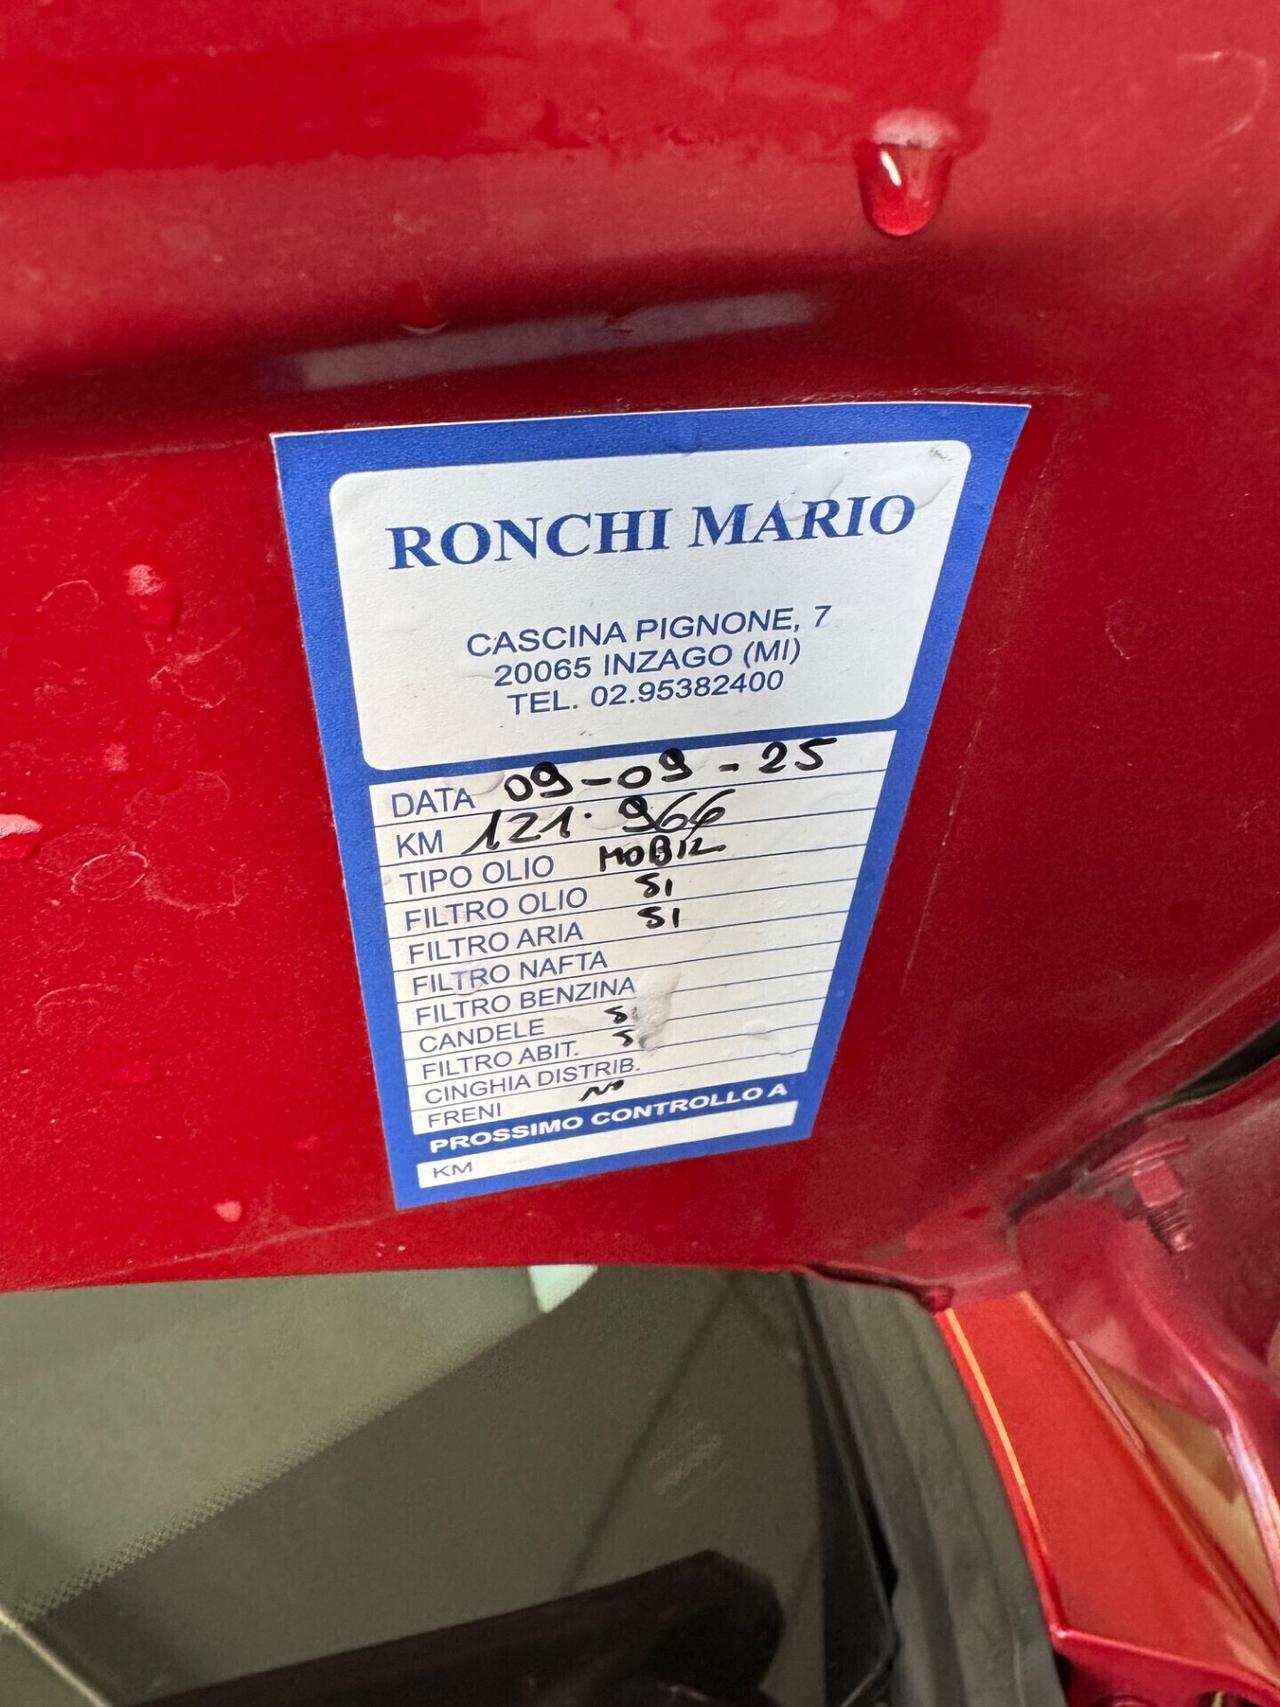 RONCHI MARIO
CASCINA PIGNONE, 7
20065 INZAGO (MI)
TEL. 02.95382400
DATA 09-09-25
KM 121.966
TIPO OLIO MOBIL
FILTRO OLIO SI
FILTRO ARIA SI
FILTRO NAFTA
FILTRO BENZINA
CANDELE
FILTRO ABIT.
CINGHIA DISTRIB.
FRENI NO
PROSSIMO CONTROLLO A
KM